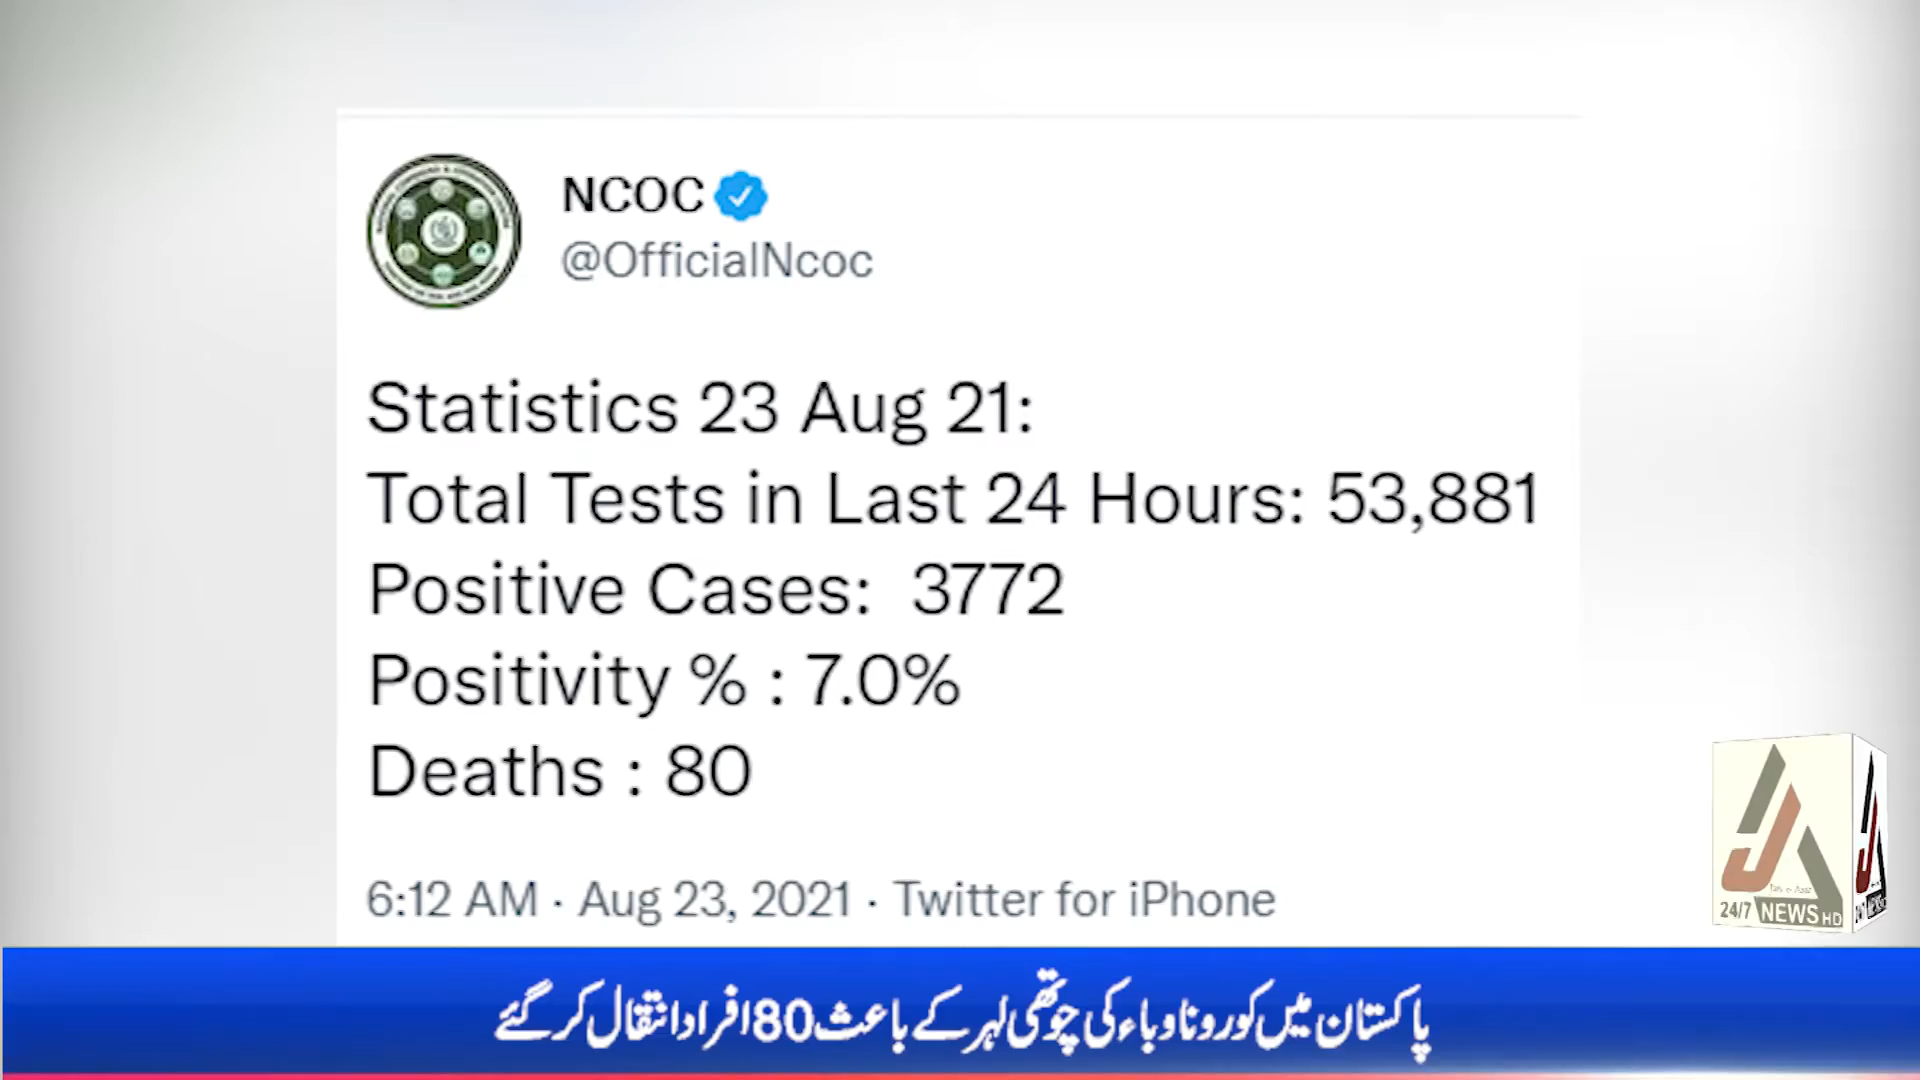 NCOC
@OfficialNcoc
Statistics 23 Aug 21:
Total Tests in Last 24 Hours: 53,881
Positive Cases: 3772
Positivity % : 7.0%
Deaths : 80
6:12 AM · Aug 23, 2021 · Twitter for iPhone
24/7 NEWS HD
پاکستان میں کورونا وباء کی چوتھی لہر کے باعث 80 افراد انتقال کر گئے